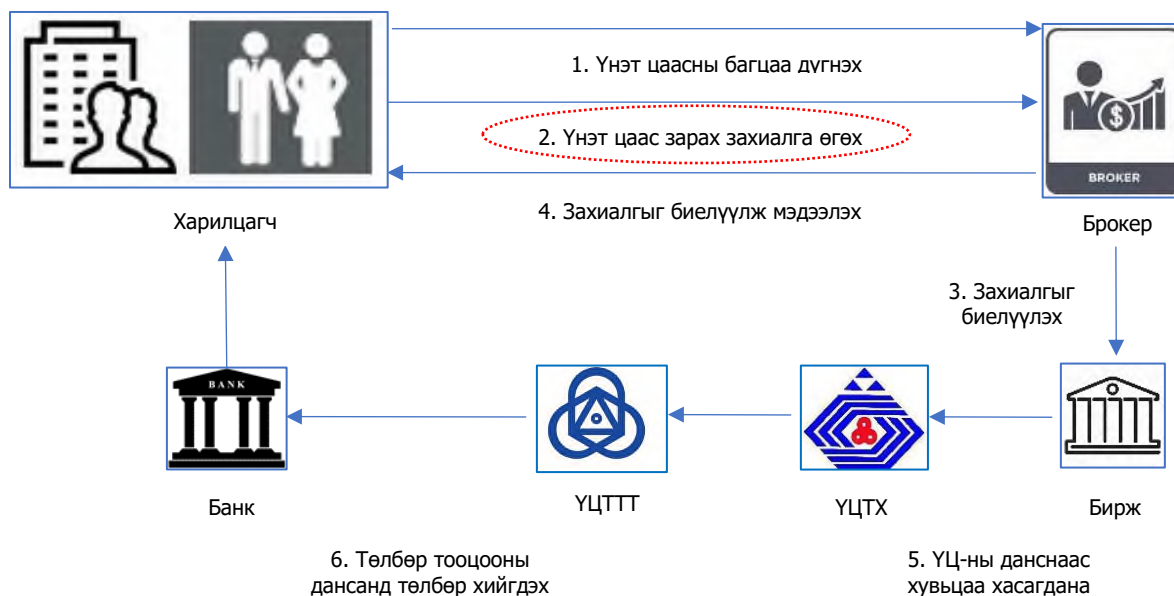 1. Үнэт цаасны багцаа дүгнэх
2. Үнэт цаас зарах захиалга өгөх
BROKER
4. Захиалгыг биелүүлж мэдээлэх
Харилцагч
Брокер
3. Захиалгыг
биелүүлэх
BANK
Банк
ҮЦТТТ
ҮЦТХ
Бирж
6. Төлбөр тооцооны
дансанд төлбөр хийгдэх
5. ҮЦ-ны данснаас
хувьцаа хасагдана